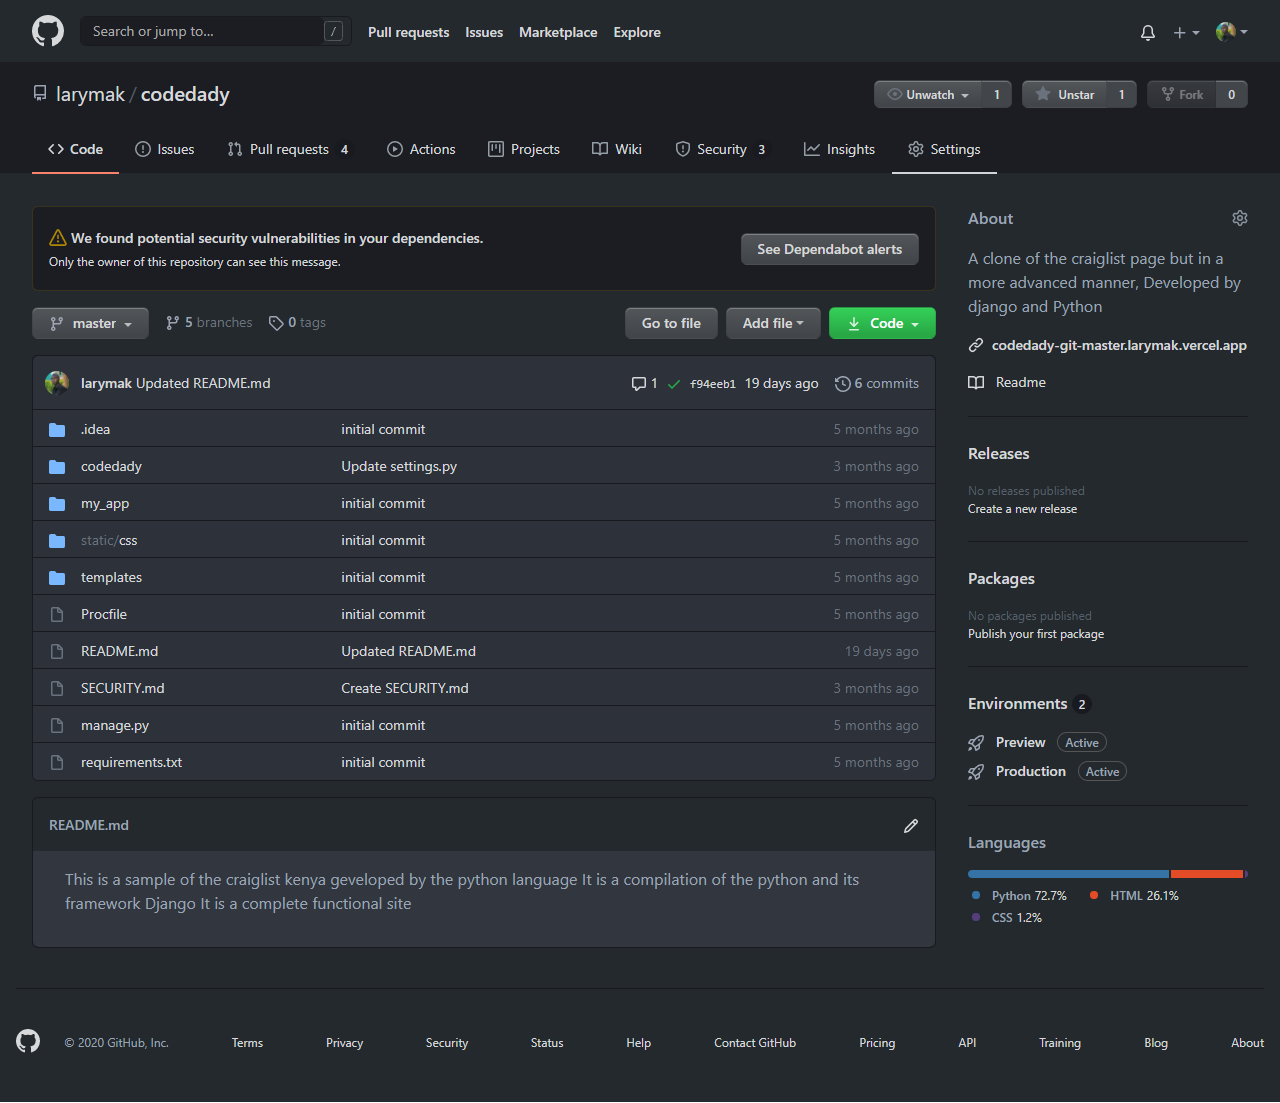 Search or jump to... /
Pull requests Issues Marketplace Explore
larymak / codedady
Unwatch 1 Unstar 1 Fork 0
Code Issues Pull requests 4 Actions Projects Wiki Security 3 Insights Settings
We found potential security vulnerabilities in your dependencies.
Only the owner of this repository can see this message.
See Dependabot alerts
master 5 branches 0 tags
Go to file Add file Code
larymak Updated README.md 1 f94eeb1 19 days ago 6 commits
.idea initial commit 5 months ago
codedady Update settings.py 3 months ago
my_app initial commit 5 months ago
static/css initial commit 5 months ago
templates initial commit 5 months ago
Procfile initial commit 5 months ago
README.md Updated README.md 19 days ago
SECURITY.md Create SECURITY.md 3 months ago
manage.py initial commit 5 months ago
requirements.txt initial commit 5 months ago
README.md
This is a sample of the craiglist kenya geveloped by the python language It is a compilation of the python and its
framework Django It is a complete functional site
About
A clone of the craiglist page but in a
more advanced manner, Developed by
django and Python
codedady-git-master.larymak.vercel.app
Readme
Releases
No releases published
Create a new release
Packages
No packages published
Publish your first package
Environments 2
Preview Active
Production Active
Languages
Python 72.7% HTML 26.1%
CSS 1.2%
© 2020 GitHub, Inc. Terms Privacy Security Status Help Contact GitHub Pricing API Training Blog About